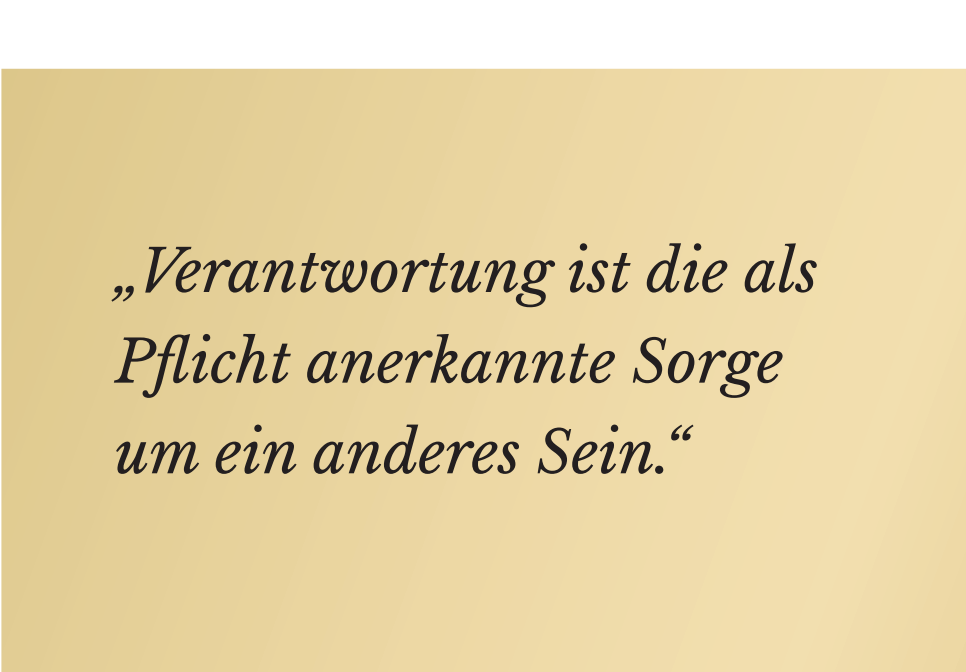 „Verantwortung ist die als
Pflicht anerkannte Sorge
um ein anderes Sein.“